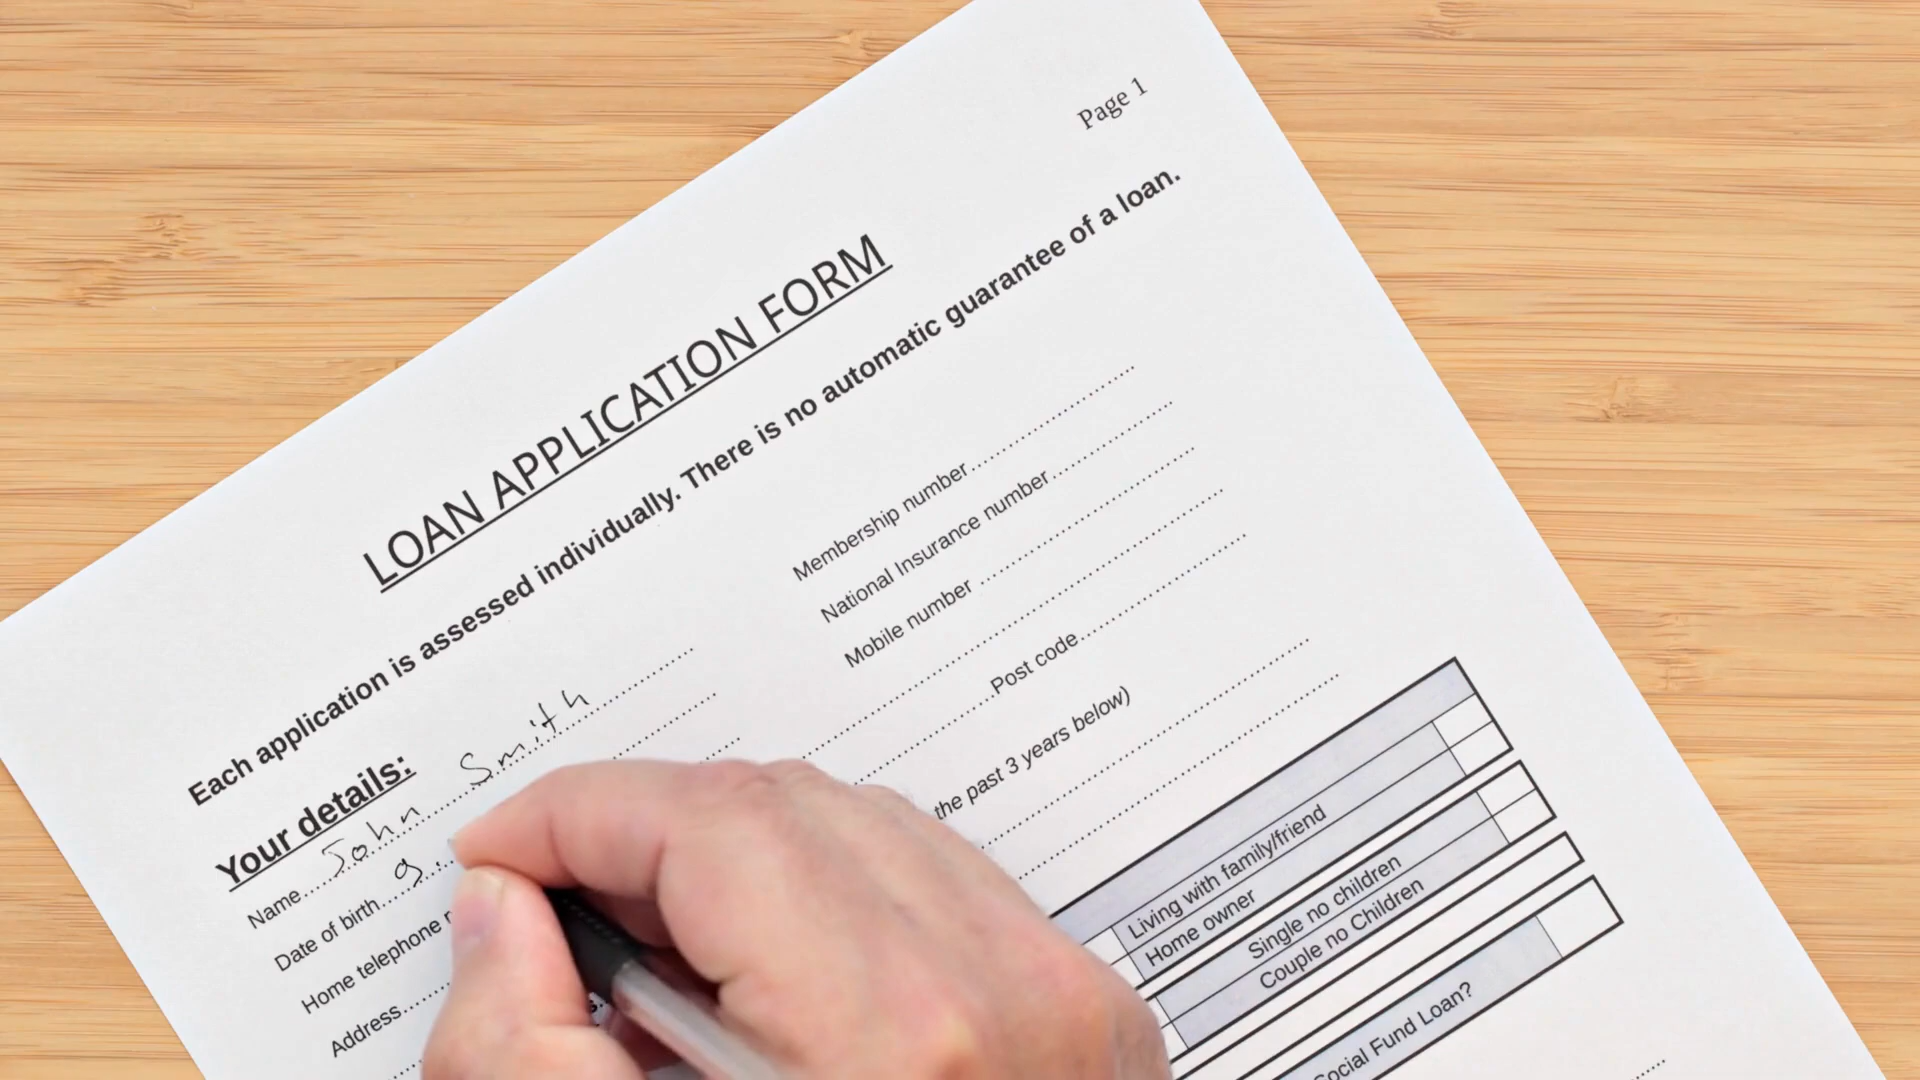 Page 1
LOAN APPLICATION FORM
Each application is assessed individually. There is no automatic guarantee of a loan.
Your details:
Name.....John Smith.....
Membership number.....
Date of birth.....9
National Insurance number.....
Home telephone
Mobile number .....
Address.....
Post code.....
the past 3 years below)
Living with family/friend
Home owner
Single no children
Couple no Children
Social Fund Loan?